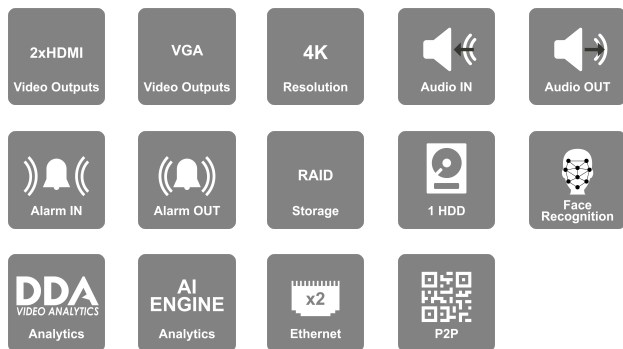 2xHDMI
Video Outputs
VGA
Video Outputs
4K
Resolution
Audio IN
Audio OUT
Alarm IN
Alarm OUT
RAID
Storage
1 HDD
Face
Recognition
DDA
VIDEO ANALYTICS
Analytics
AI
ENGINE
Analytics
x2
Ethernet
P2P